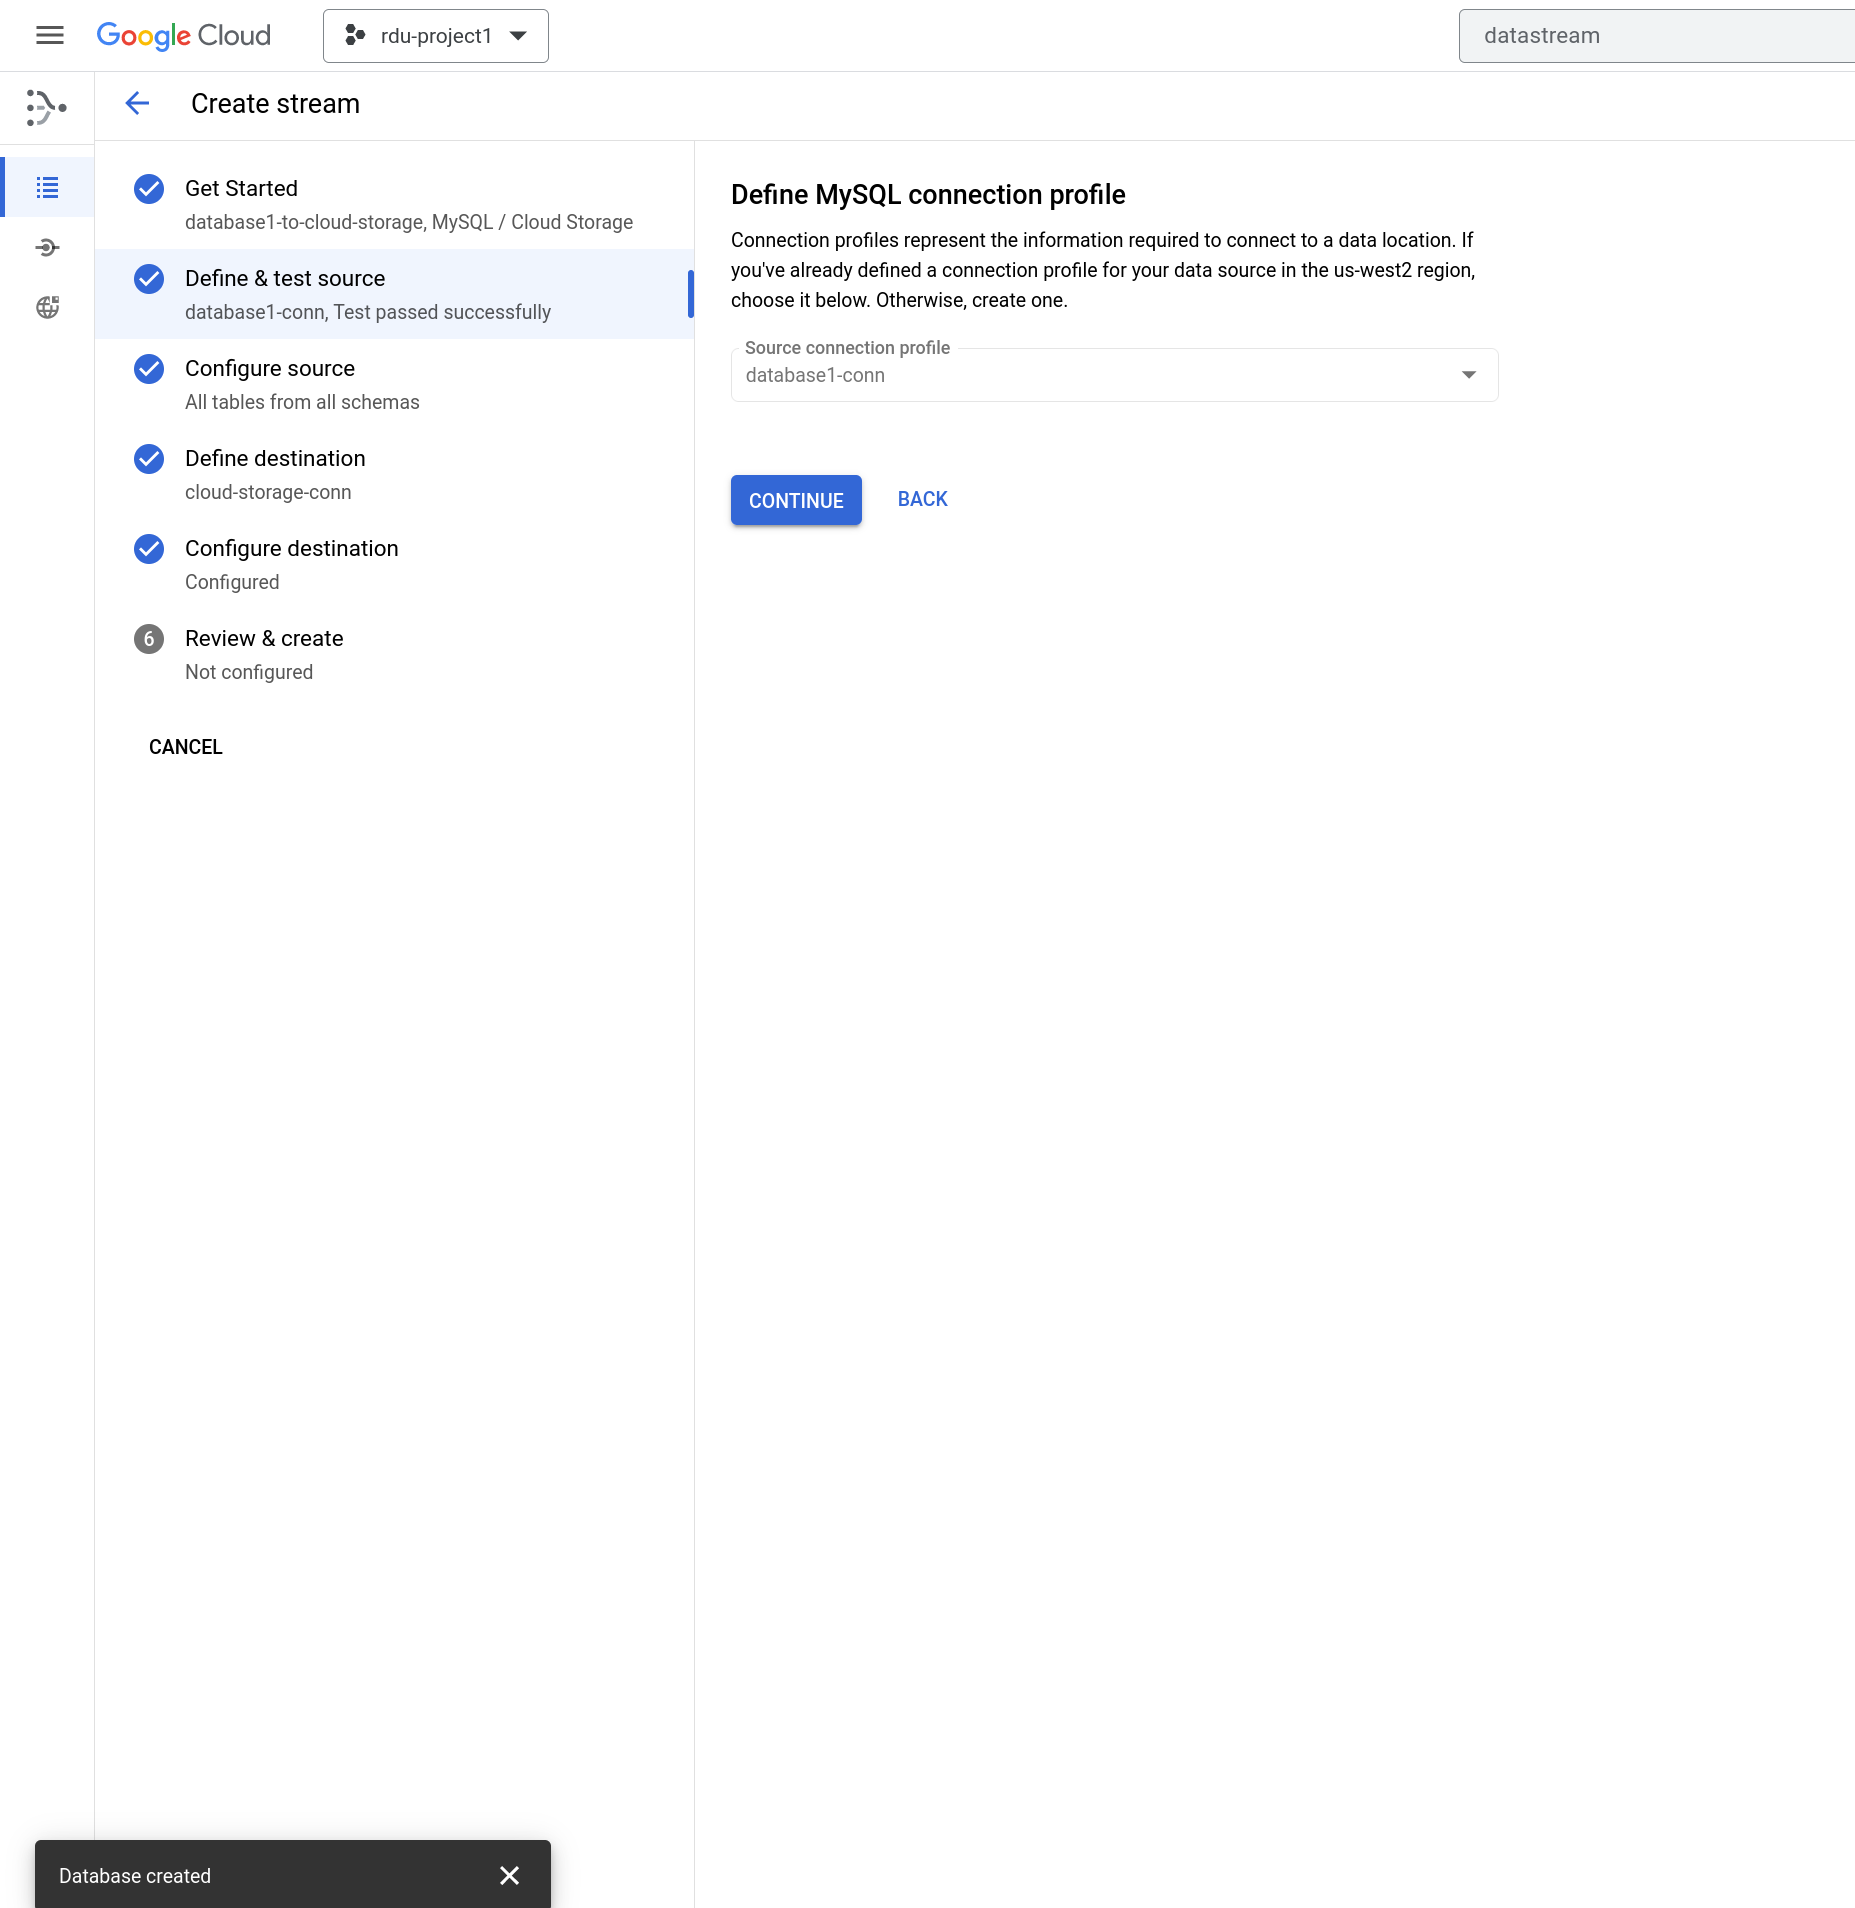 Google Cloud
rdu-project1
datastream
Create stream
Get Started
database1-to-cloud-storage, MySQL / Cloud Storage
Define & test source
database1-conn, Test passed successfully
Configure source
All tables from all schemas
Define destination
cloud-storage-conn
Configure destination
Configured
6
Review & create
Not configured
CANCEL
Define MySQL connection profile
Connection profiles represent the information required to connect to a data location. If
you've already defined a connection profile for your data source in the us-west2 region,
choose it below. Otherwise, create one.
Source connection profile
database1-conn
CONTINUE
BACK
Database created